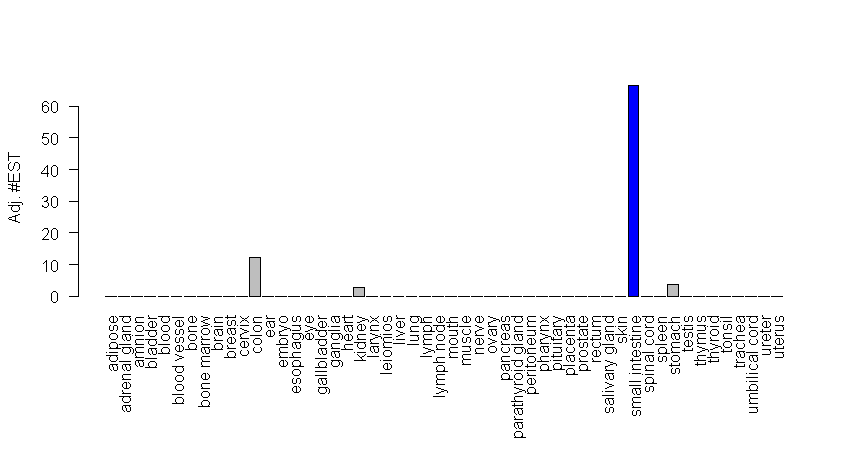 Adj. #EST
60
50
40
30
20
10
0
adipose
adrenal gland
amnion
bladder
blood
blood vessel
bone
bone marrow
brain
breast
cervix
colon
ear
embryo
esophagus
eye
gallbladder
ganglia
heart
kidney
larynx
leiomios
liver
lung
lymph
lymph node
mouth
muscle
nerve
ovary
pancreas
parathyroid gland
peritoneum
pharynx
pituitary
placenta
prostate
rectum
salivary gland
skin
small intestine
spinal cord
spleen
stomach
testis
thymus
thyroid
tonsil
trachea
umbilical cord
ureter
uterus